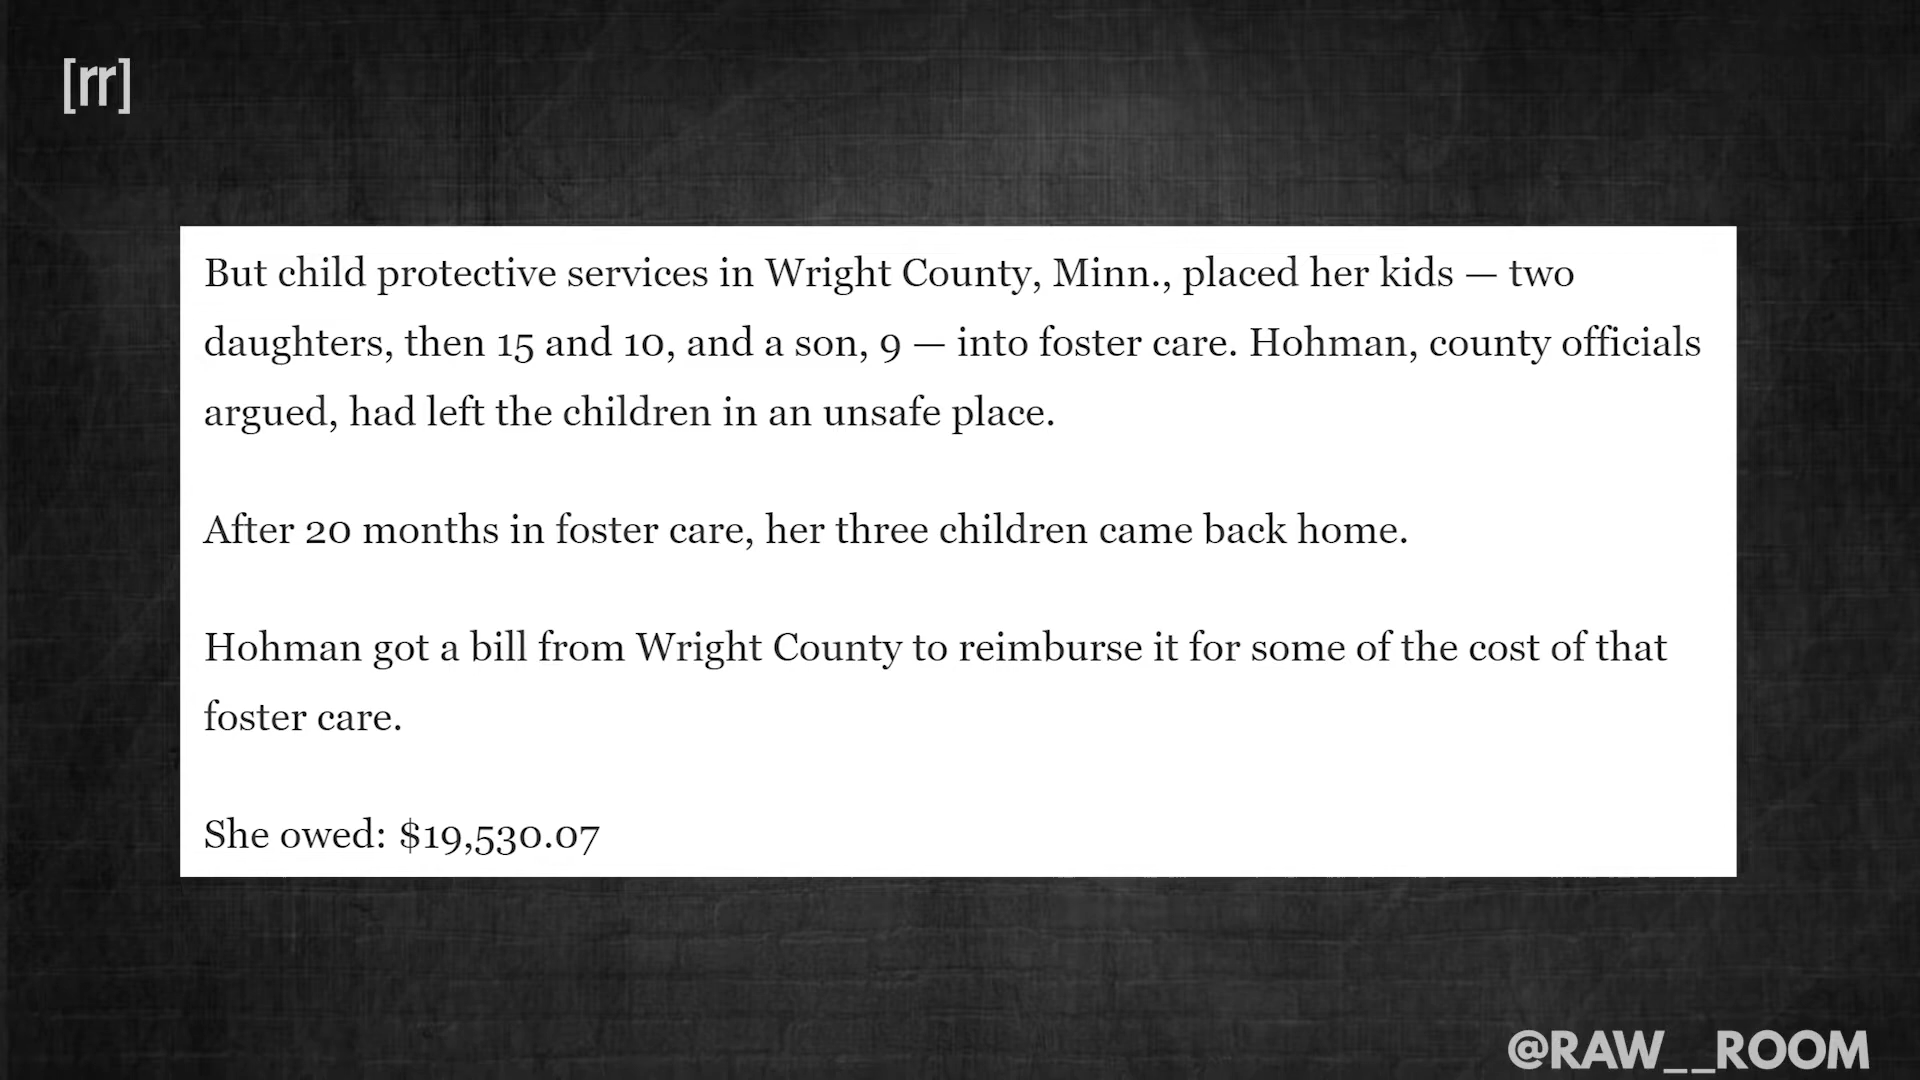 [rr]
But child protective services in Wright County, Minn., placed her kids — two
daughters, then 15 and 10, and a son, 9 — into foster care. Hohman, county officials
argued, had left the children in an unsafe place.
After 20 months in foster care, her three children came back home.
Hohman got a bill from Wright County to reimburse it for some of the cost of that
foster care.
She owed: $19,530.07
@RAW__ROOM